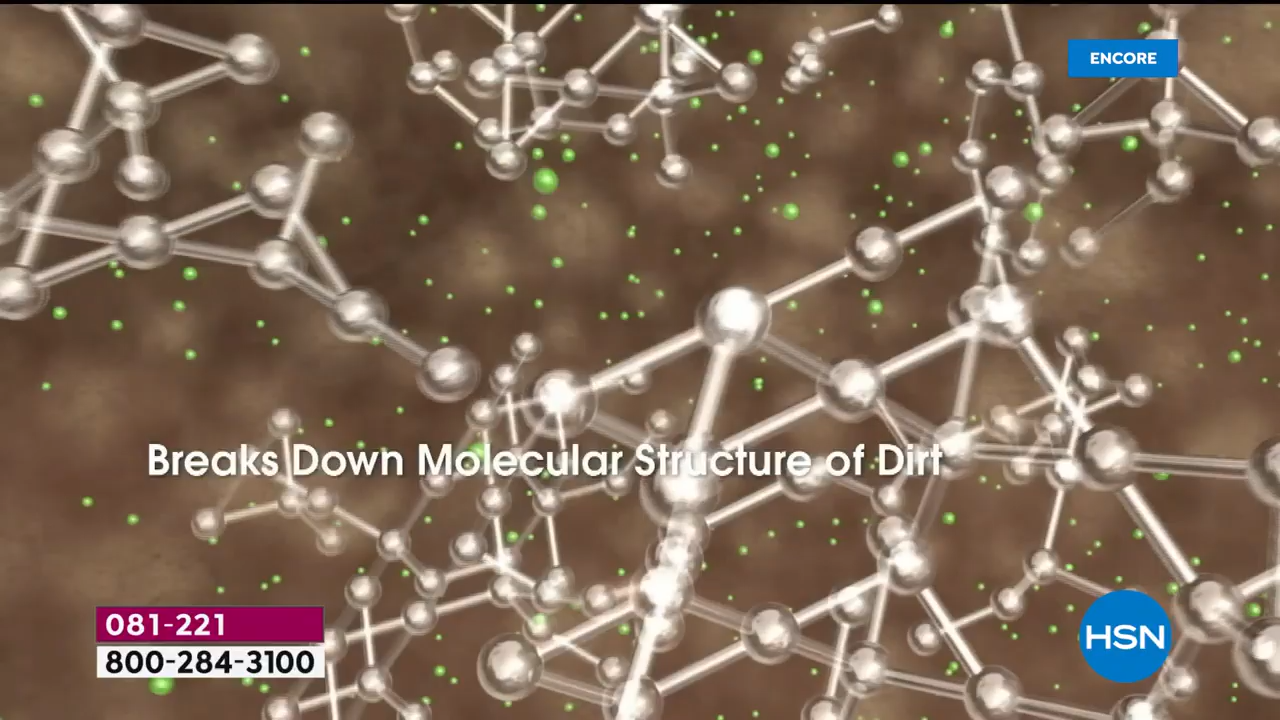 ENCORE
Breaks Down Molecular Structure of Dirt
081-221
800-284-3100
HSN